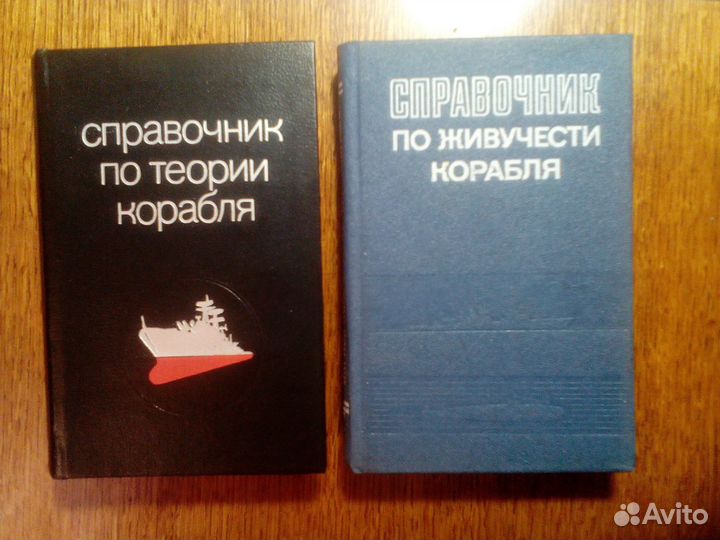 справочник
по теории
корабля
СПРАВОЧНИК
ПО ЖИВУЧЕСТИ
КОРАБЛЯ
Avito